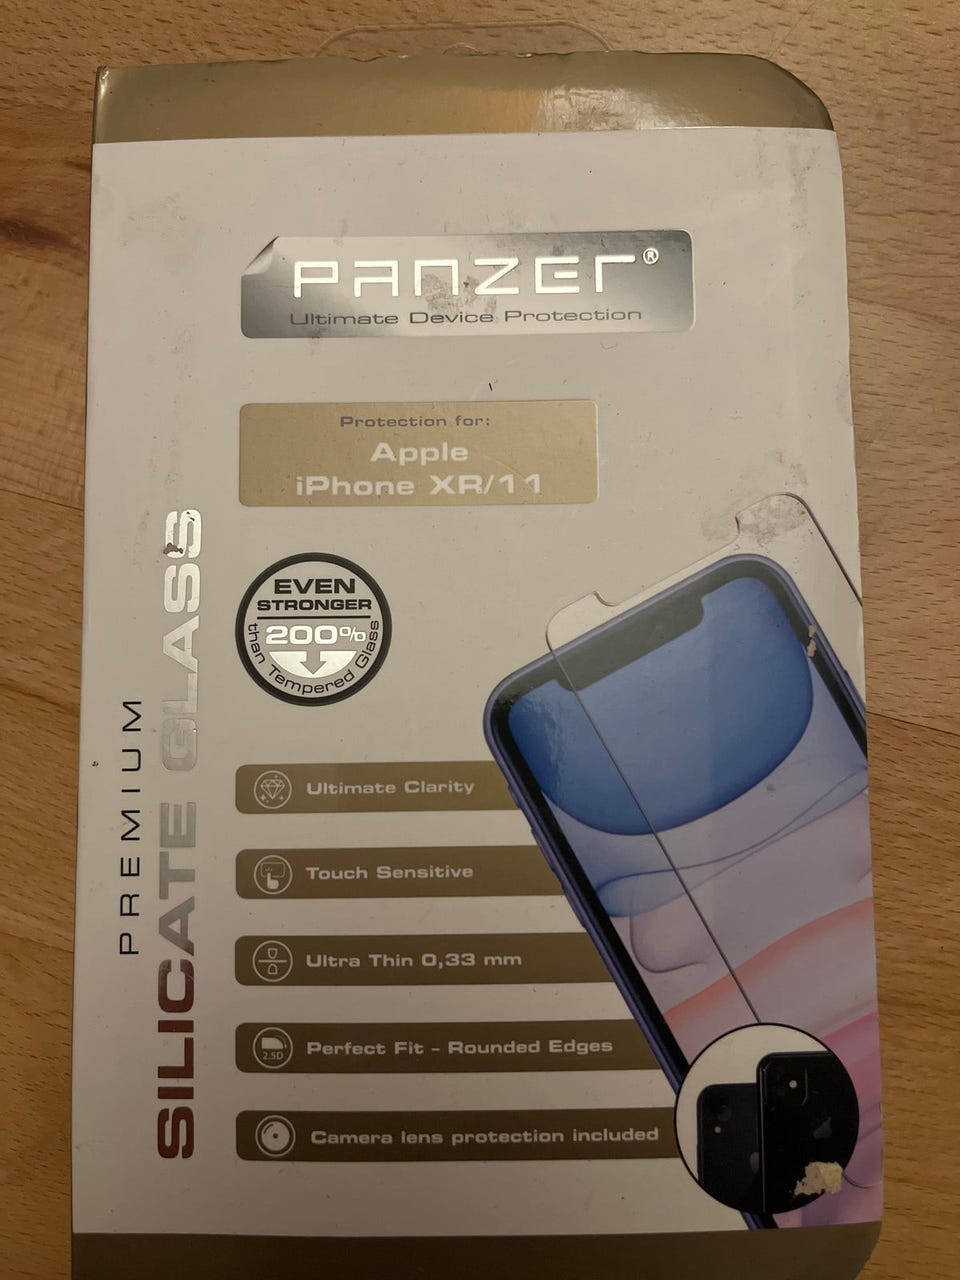 PANZER®
Ultimate Device Protection
Protection for:
Apple
iPhone XR/11
EVEN
STRONGER
200%
than Tempered Glass
PREMIUM
SILICATE GLASS
Ultimate Clarity
Touch Sensitive
Ultra Thin 0,33 mm
2.5D
Perfect Fit - Rounded Edges
Camera lens protection included